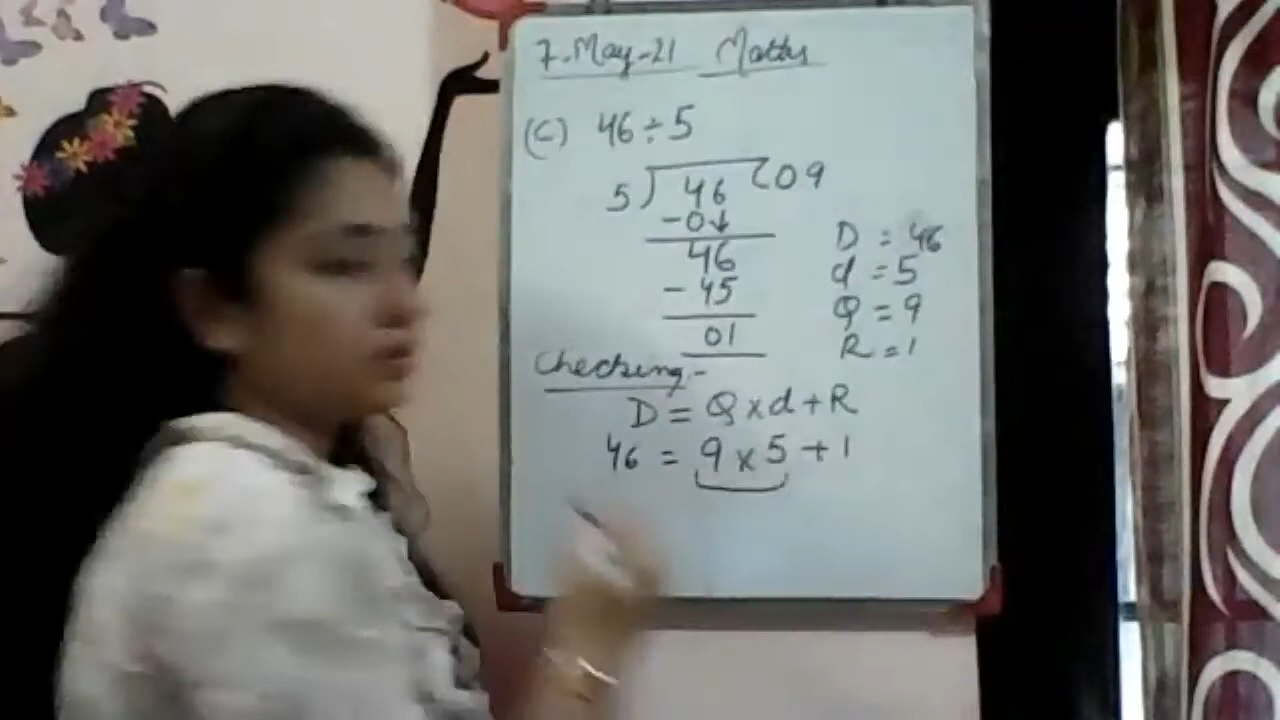 7-May-21 Maths
(C) 46÷5
5) 46 (09
-0↓
46
-45
01
D = 46
d = 5
Q = 9
R = 1
Checking:-
D = Q x d + R
46 = 9 x 5 + 1